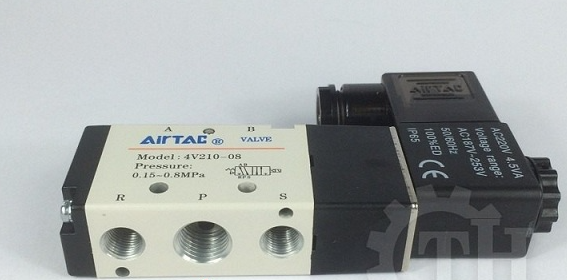 A B
AIRTAC ® VALVE
Model: 4V210-08
Pressure:
0.15~0.8MPa
R P S
AIRTAC
AC220V 4.5VA
Voltage range:
AC187V-253V
50/60Hz
100%ED
IP65
CE
TH